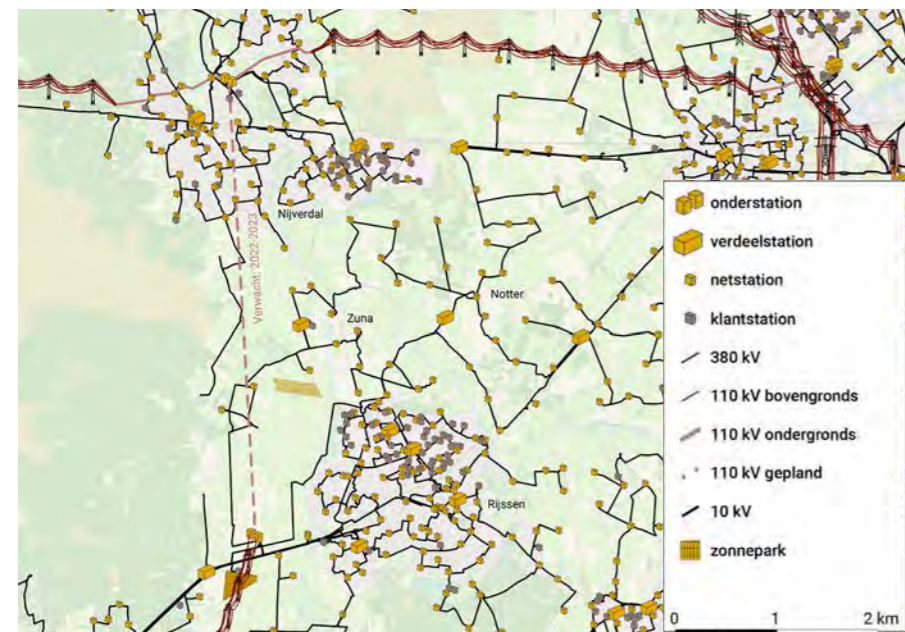 Nijverdal
Verwacht: 2022-2023
Zuna
Notter
Rijssen
onderstation
verdeelstation
netstation
klantstation
380 kV
110 kV bovengronds
110 kV ondergronds
110 kV gepland
10 kV
zonnepark
0 1 2 km